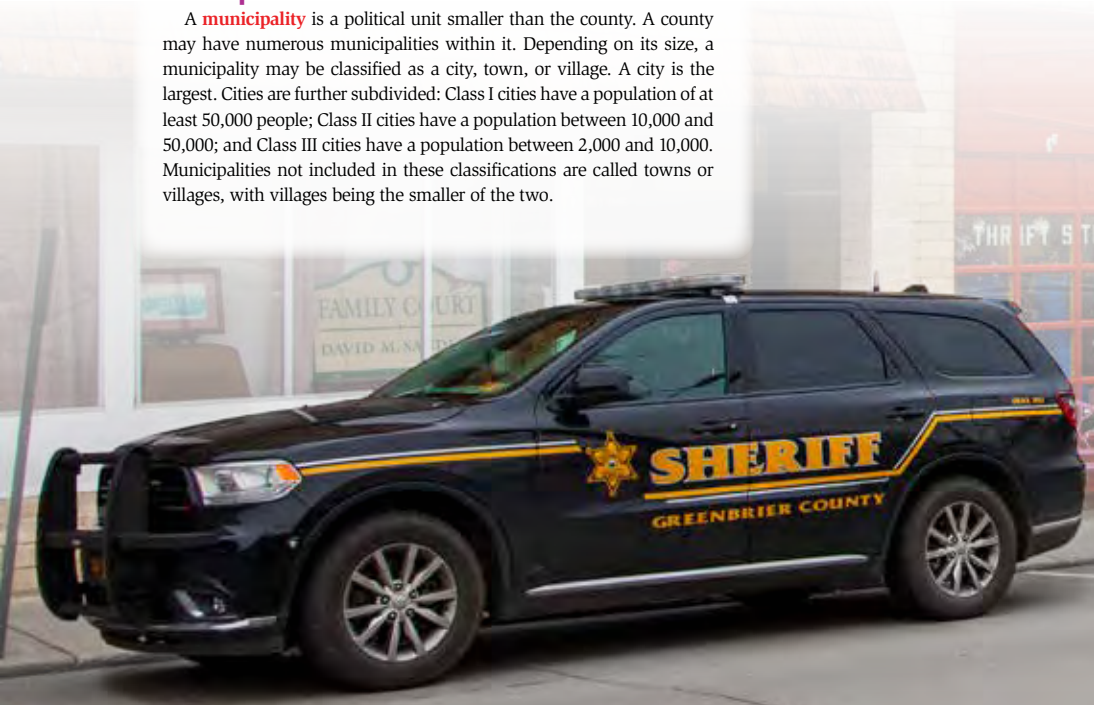 A municipality is a political unit smaller than the county. A county
may have numerous municipalities within it. Depending on its size, a
municipality may be classified as a city, town, or village. A city is the
largest. Cities are further subdivided: Class I cities have a population of at
least 50,000 people; Class II cities have a population between 10,000 and
50,000; and Class III cities have a population between 2,000 and 10,000.
Municipalities not included in these classifications are called towns or
villages, with villages being the smaller of the two.
THRIFT
FAMILY COURT
DAVID M.
SHERIFF
GREENBRIER COUNTY